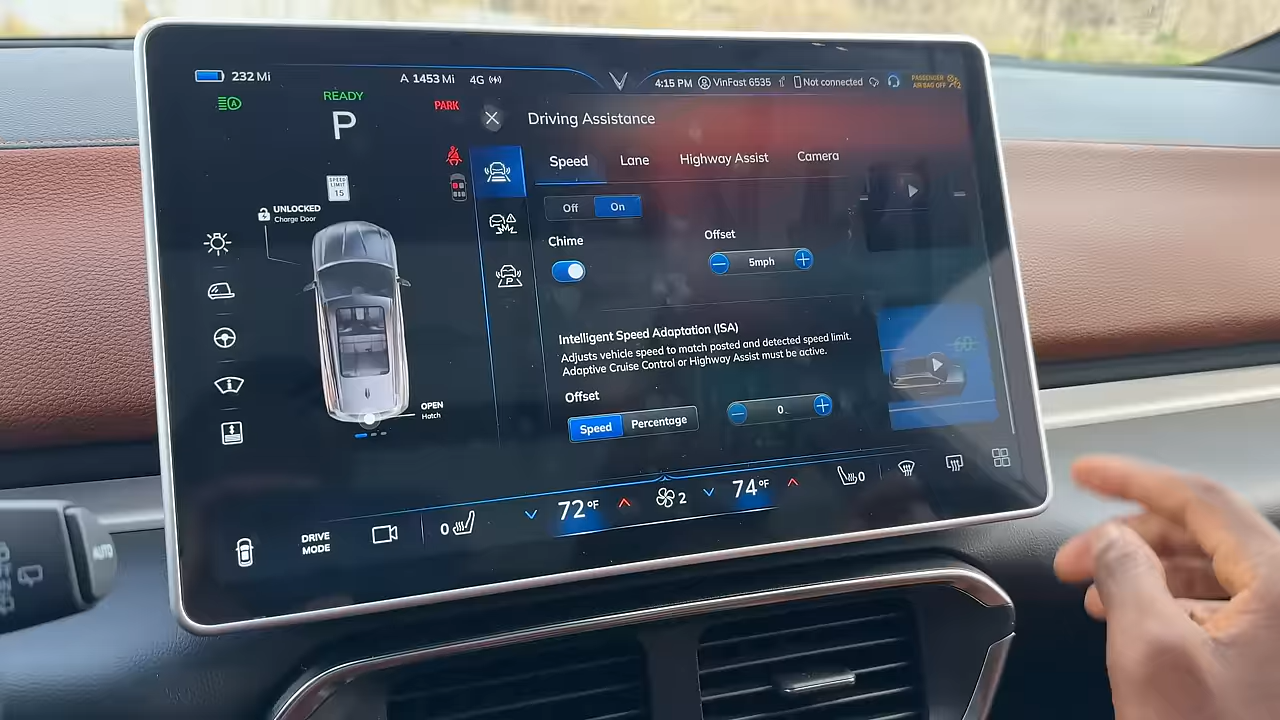 232 Mi
A 1453 Mi
4G
4:15 PM
VinFast 6535
Not connected
PASSENGER
AIR BAG OFF
READY
P
PARK
Driving Assistance
Speed
Lane
Highway Assist
Camera
SPEED
LIMIT
15
UNLOCKED
Charge Door
Off
On
Chime
Offset
5mph
Intelligent Speed Adaptation (ISA)
Adjusts vehicle speed to match posted and detected speed limit.
Adaptive Cruise Control or Highway Assist must be active.
Offset
Speed
Percentage
0
60
OPEN
Hatch
DRIVE
MODE
0
72°F
2
74°F
0
AUTO